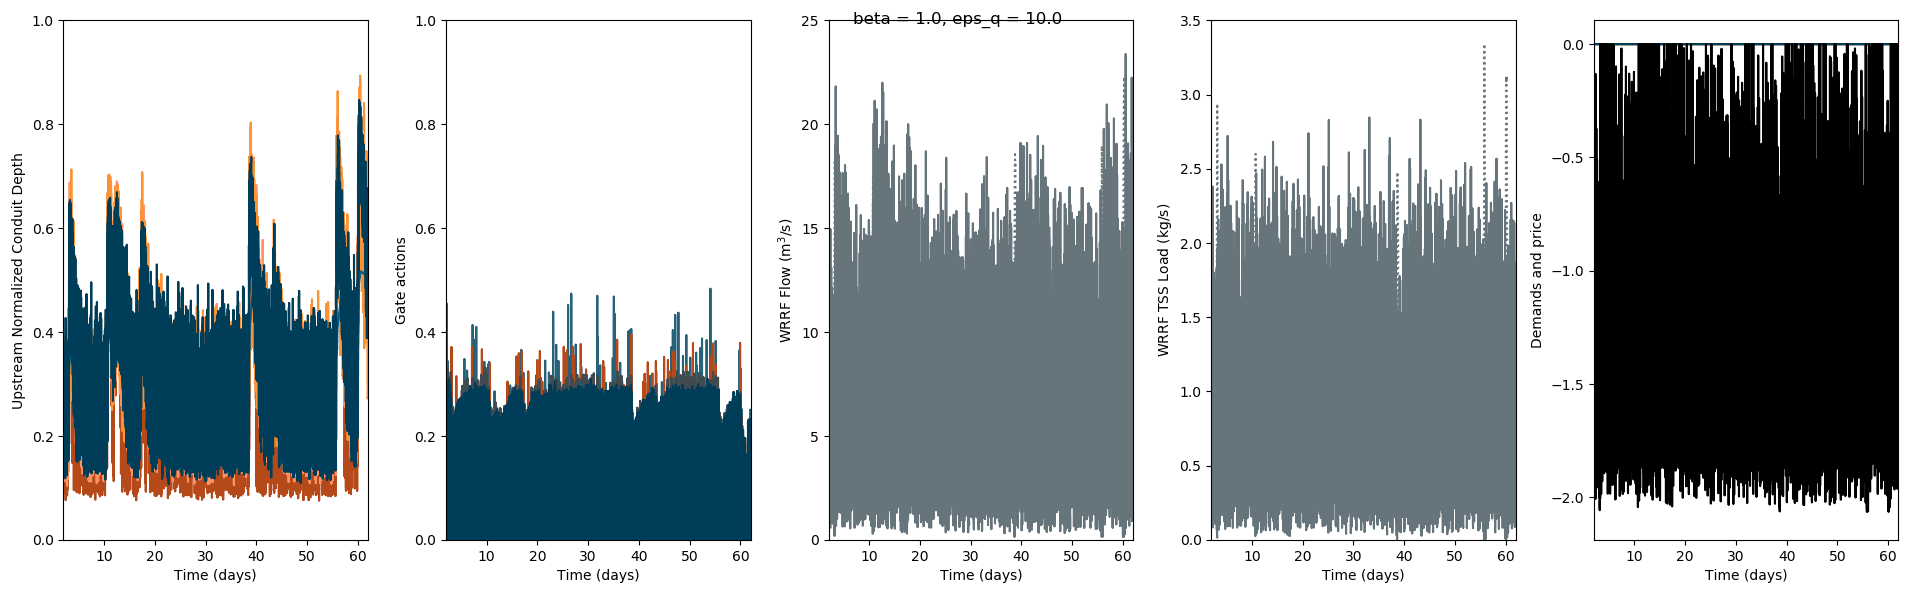 beta = 1.0, eps_q = 10.0
Upstream Normalized Conduit Depth
1.0
0.8
0.6
0.4
0.2
0.0
10 20 30 40 50 60
Time (days)
Gate actions
1.0
0.8
0.6
0.4
0.2
0.0
10 20 30 40 50 60
Time (days)
WRRF Flow (m³/s)
25
20
15
10
5
0
10 20 30 40 50 60
Time (days)
WRRF TSS Load (kg/s)
3.5
3.0
2.5
2.0
1.5
1.0
0.5
0.0
10 20 30 40 50 60
Time (days)
Demands and price
0.0
−0.5
−1.0
−1.5
−2.0
10 20 30 40 50 60
Time (days)